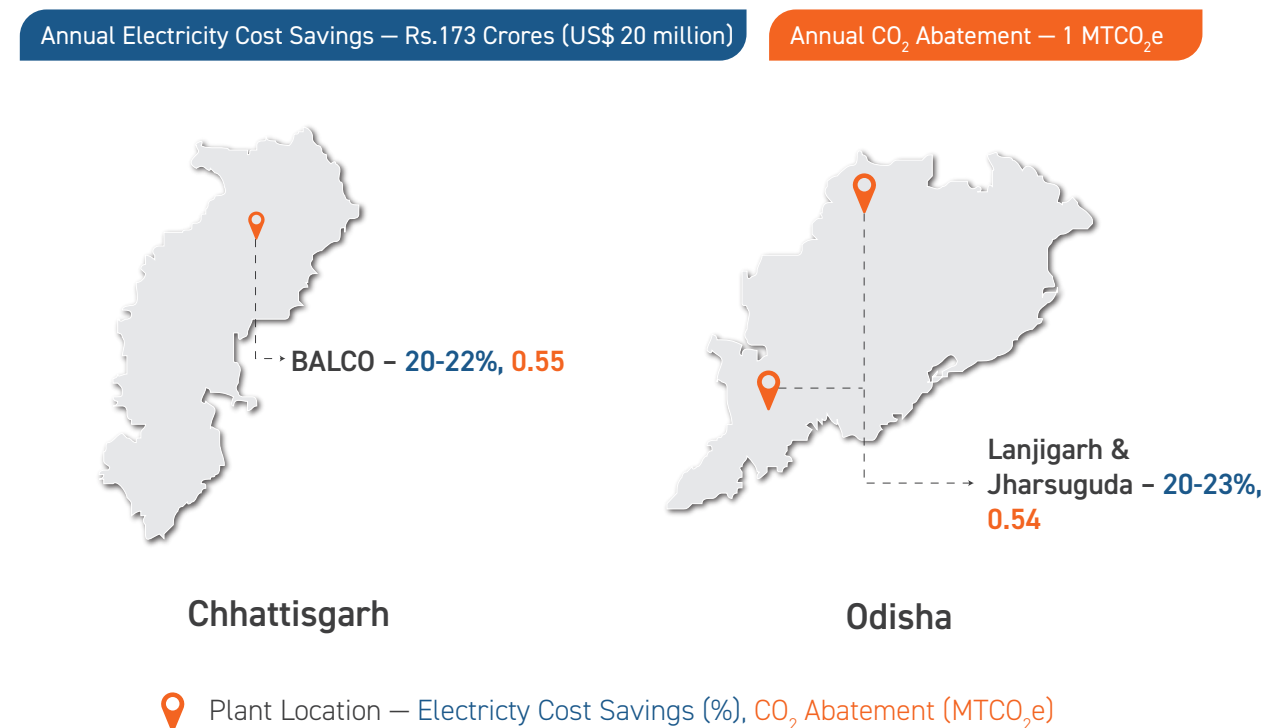 Annual Electricity Cost Savings — Rs.173 Crores (US$ 20 million)
Annual CO₂ Abatement — 1 MTCO₂e
BALCO – 20-22%, 0.55
Lanjigarh &
Jharsuguda – 20-23%,
0.54
Chhattisgarh
Odisha
Plant Location — Electricty Cost Savings (%), CO₂ Abatement (MTCO₂e)